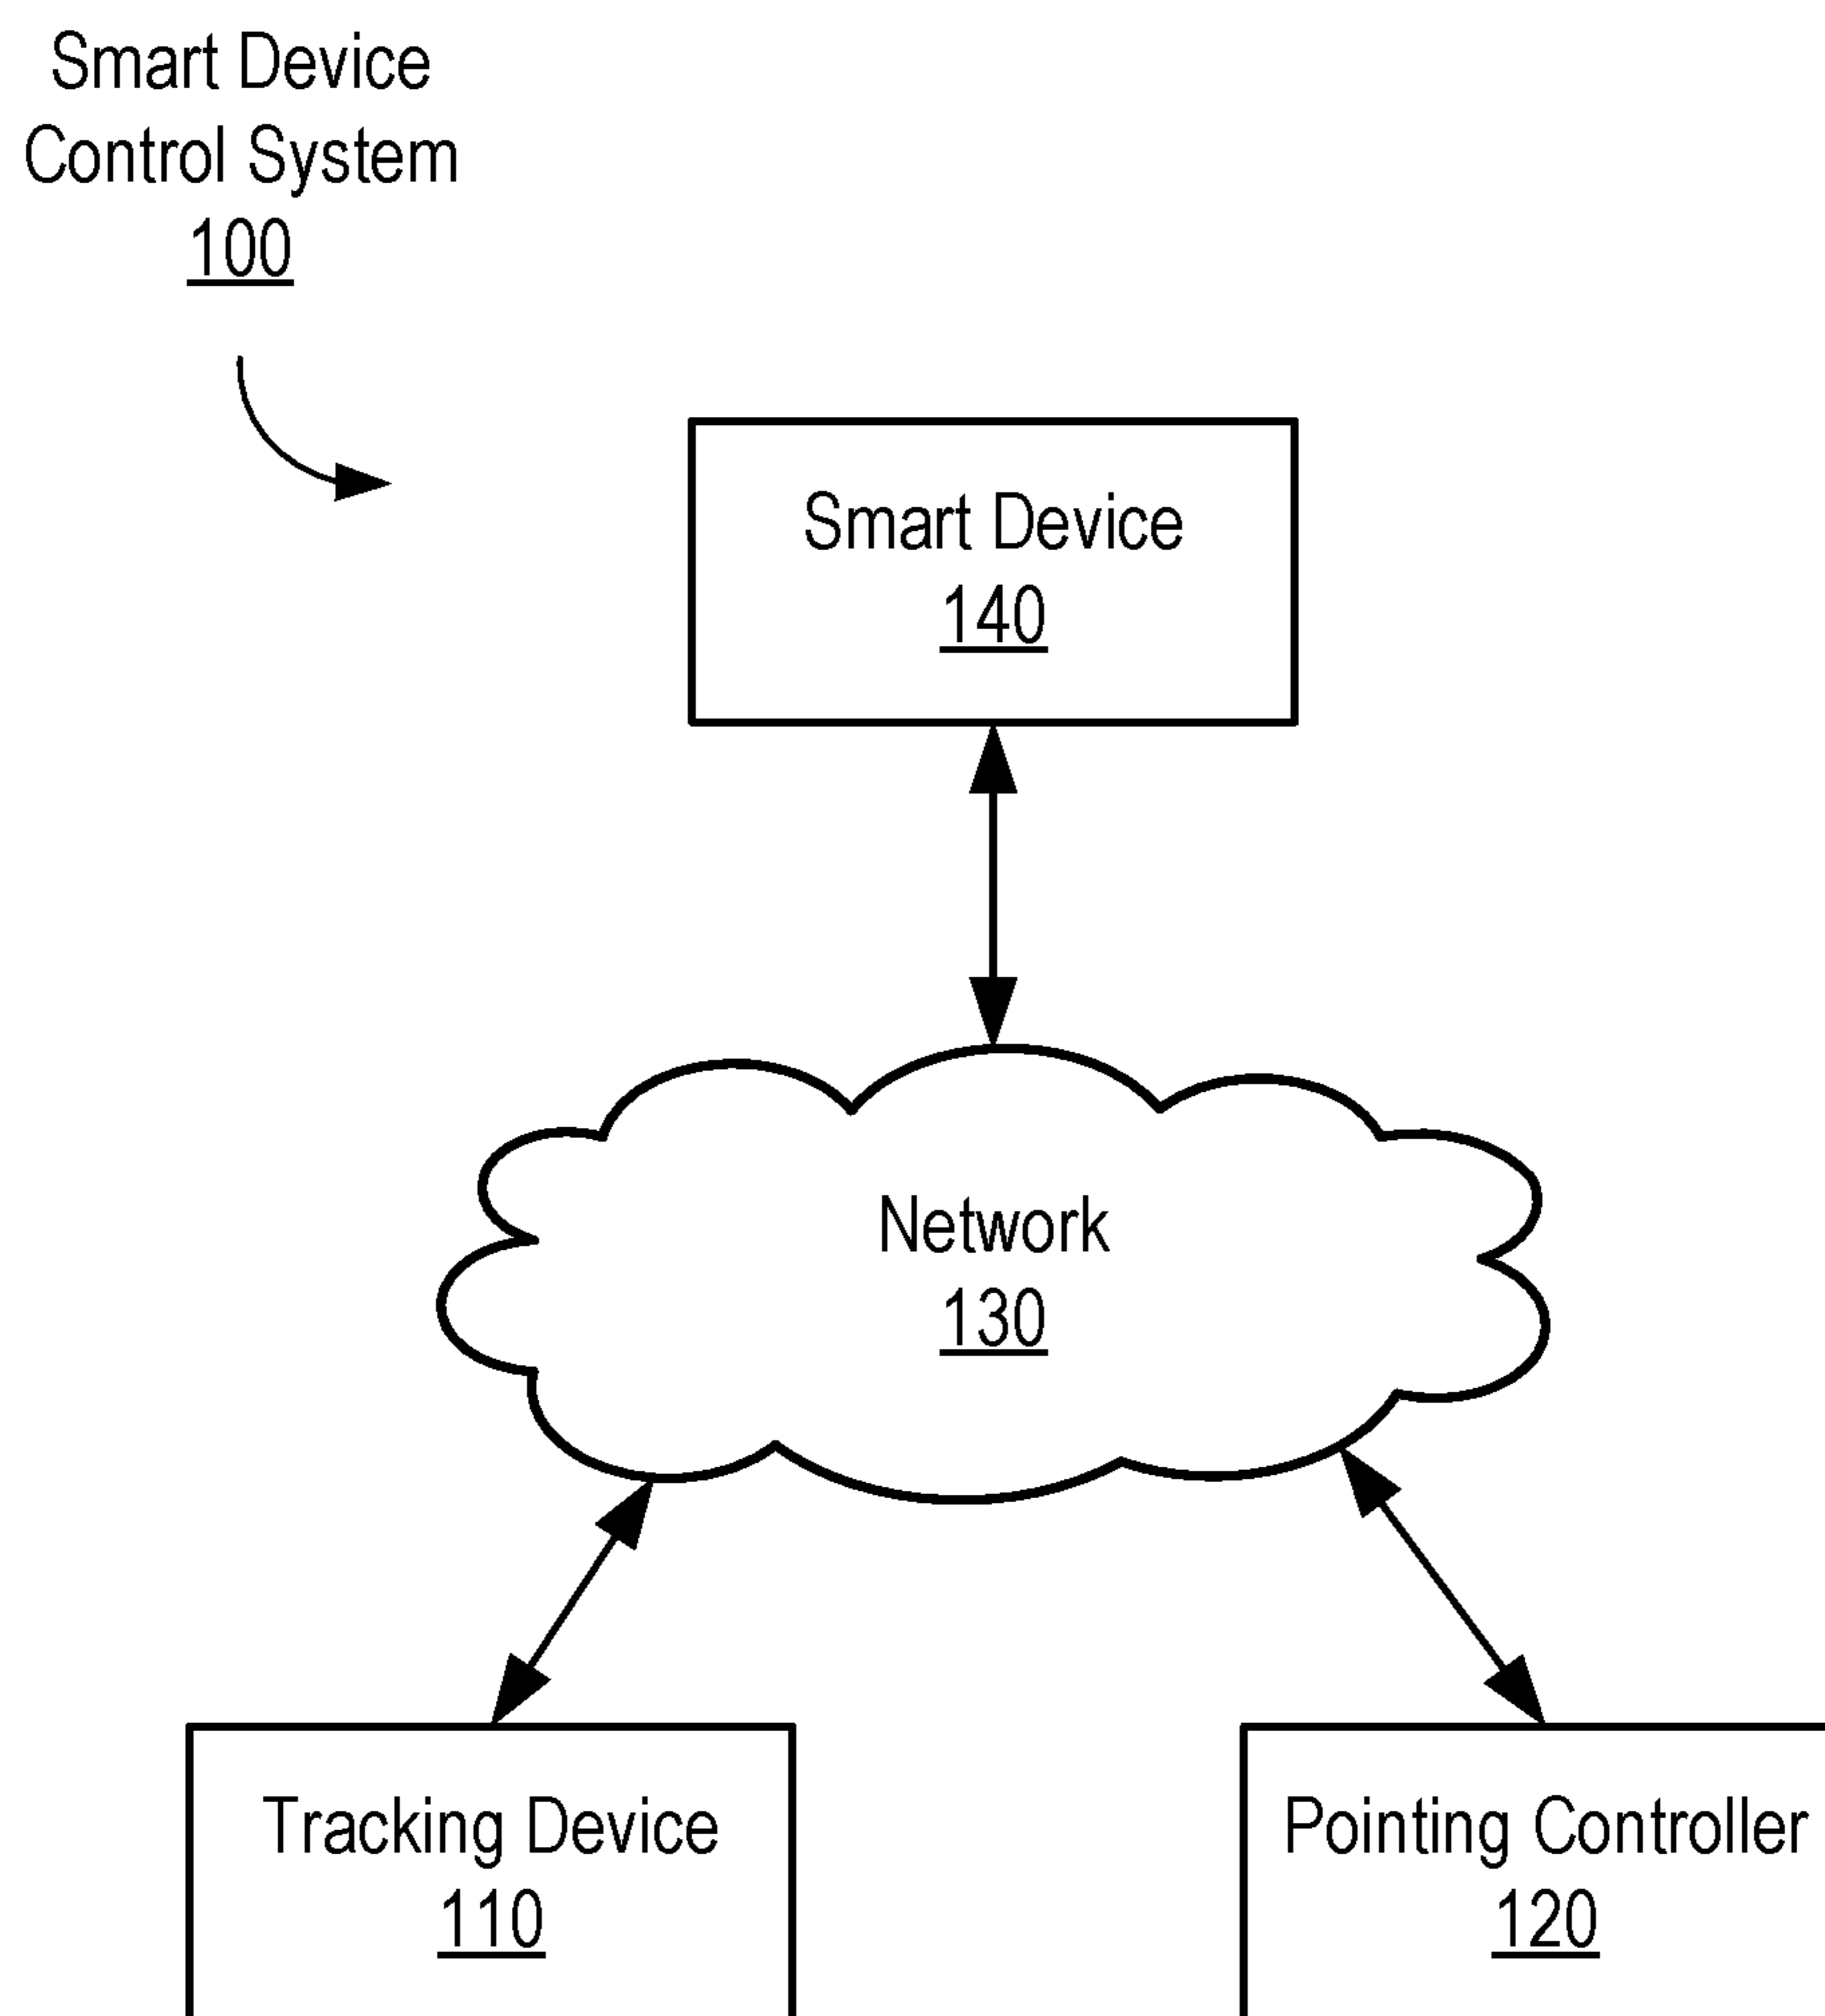 Smart Device
Control System
100
Smart Device
140
Network
130
Tracking Device
110
Pointing Controller
120